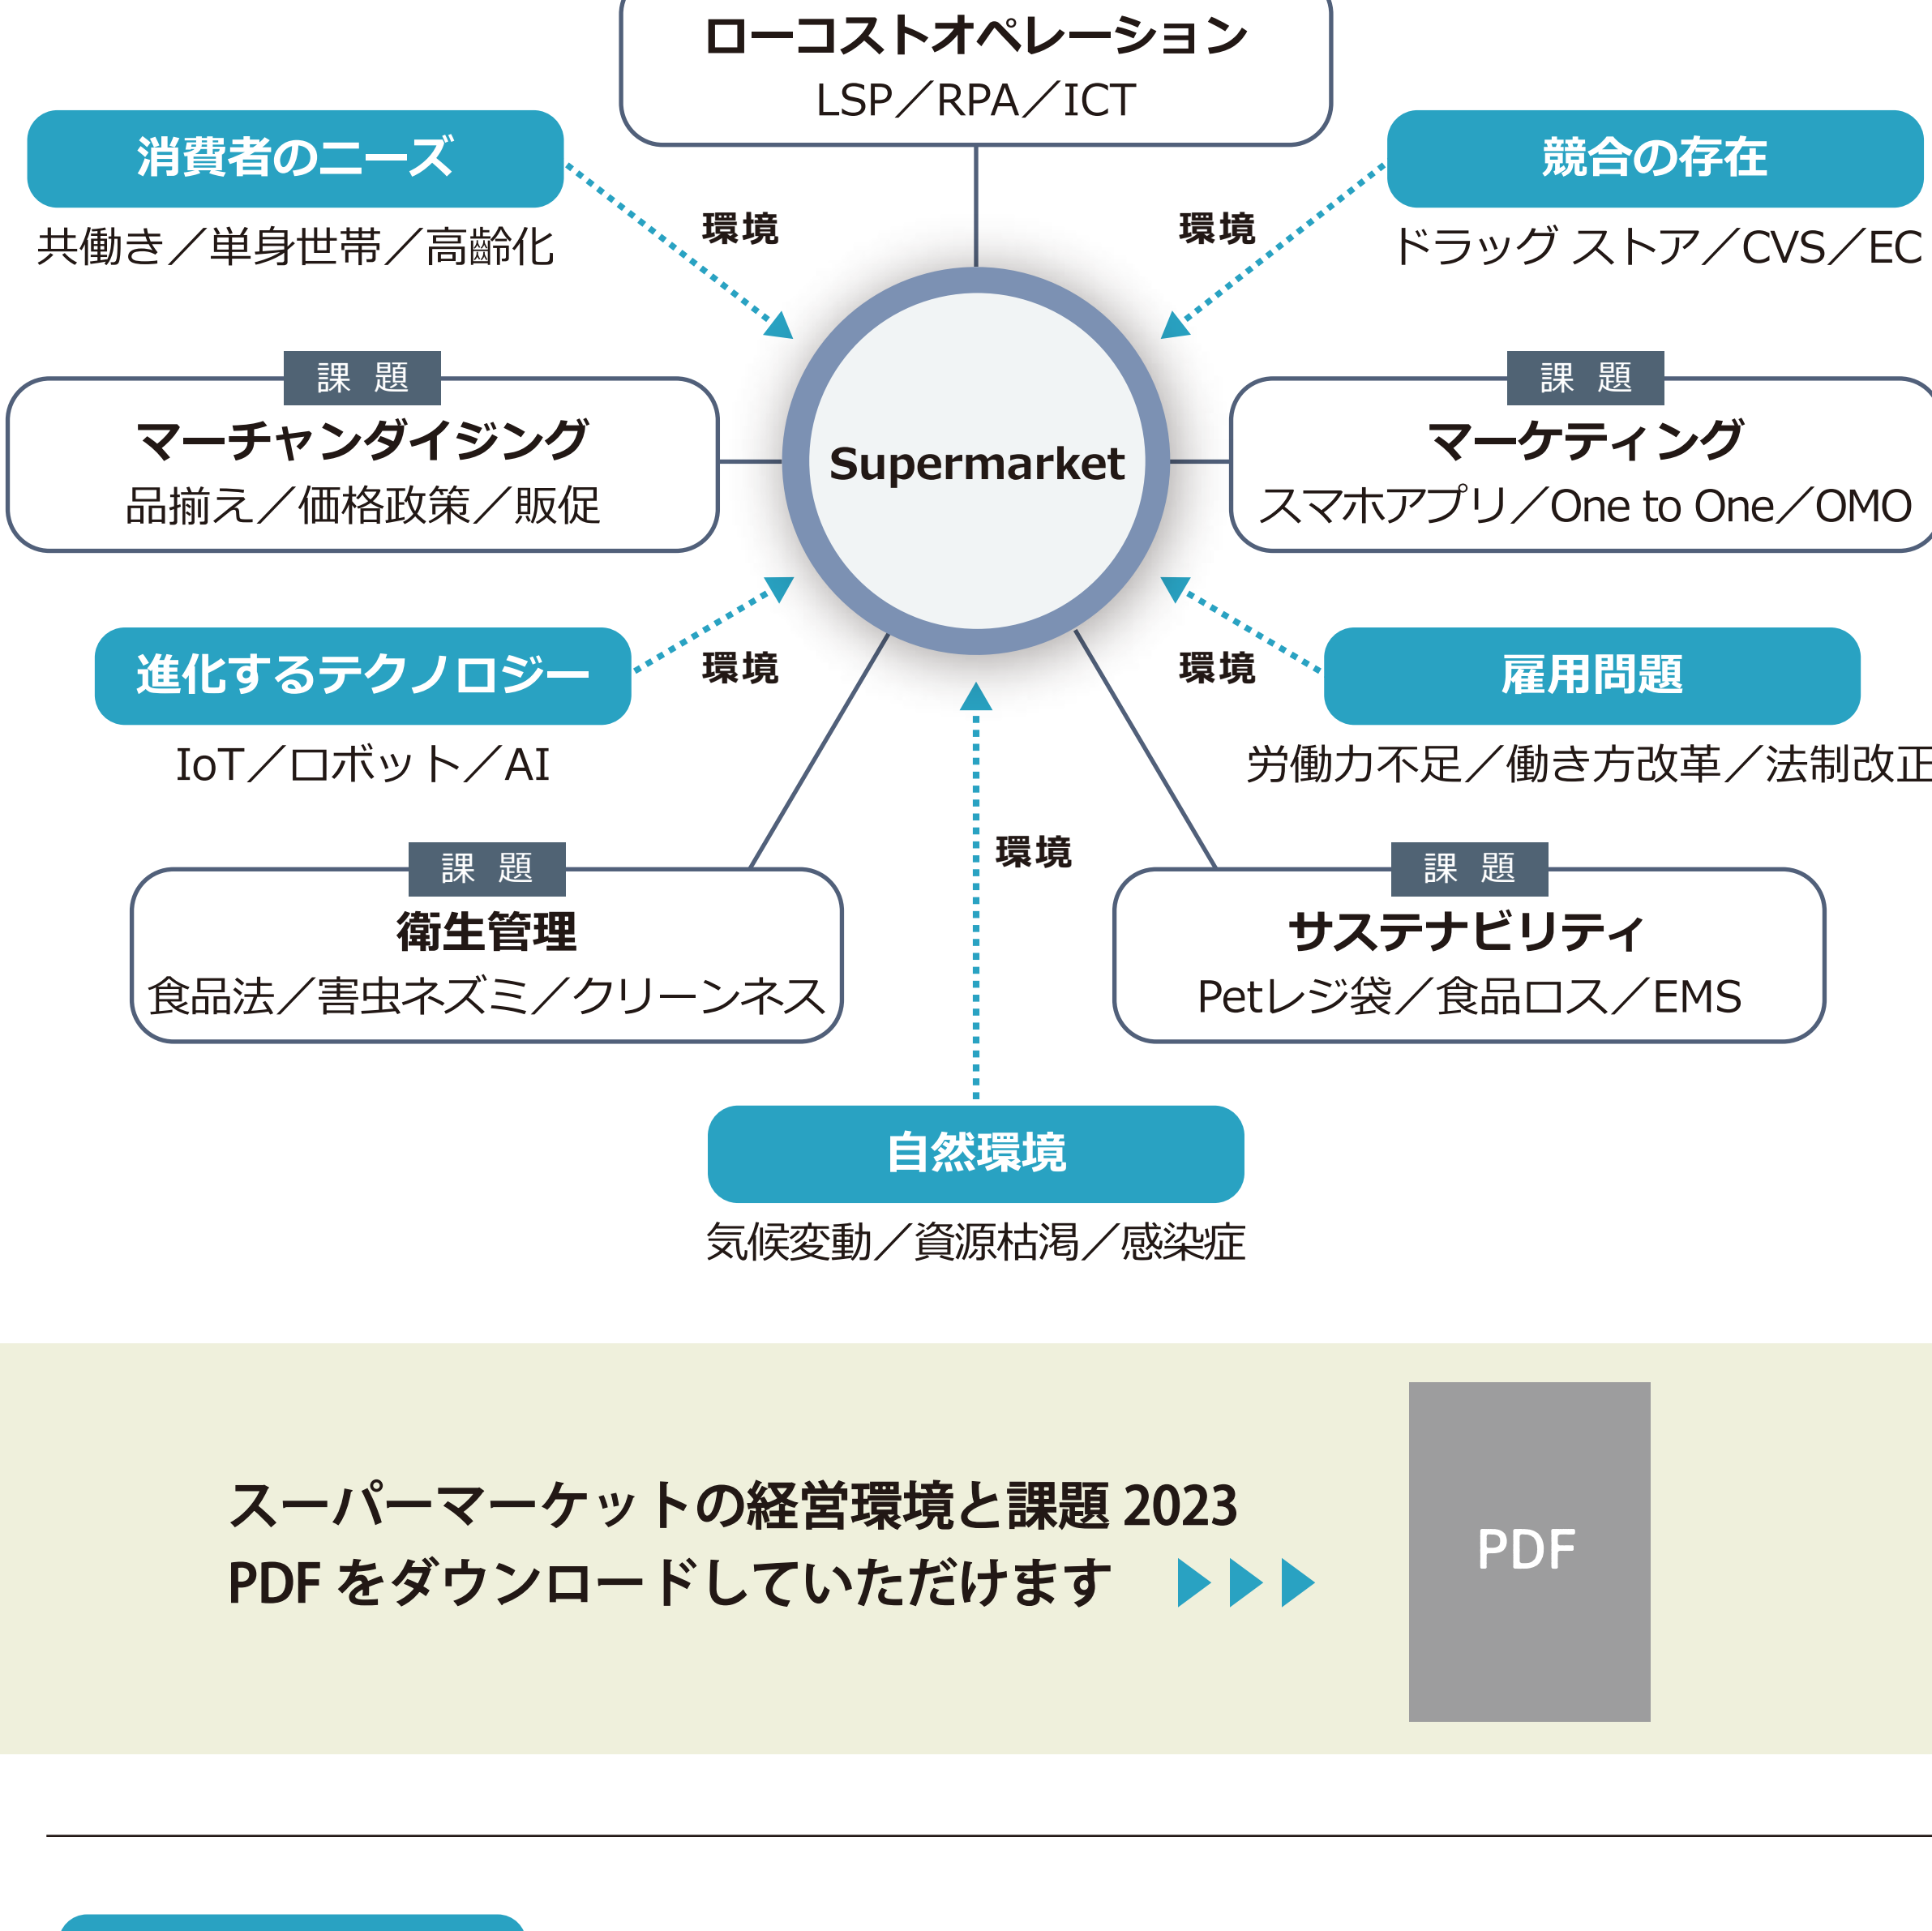 ローコストオペレーション
LSP／RPA／ICT
消費者のニーズ
共働き／単身世帯／高齢化
環境
環境
競合の存在
ドラッグ ストア／CVS／EC
課 題
マーチャンダイジング
品揃え／価格政策／販促
Supermarket
課 題
マーケティング
スマホアプリ／One to One／OMO
進化するテクノロジー
IoT／ロボット／AI
環境
環境
雇用問題
労働力不足／働き方改革／法制改正
環境
課 題
衛生管理
食品法／害虫ネズミ／クリーンネス
課 題
サステナビリティ
Petレジ袋／食品ロス／EMS
自然環境
気候変動／資源枯渇／感染症
スーパーマーケットの経営環境と課題 2023
PDF をダウンロードしていただけます
PDF